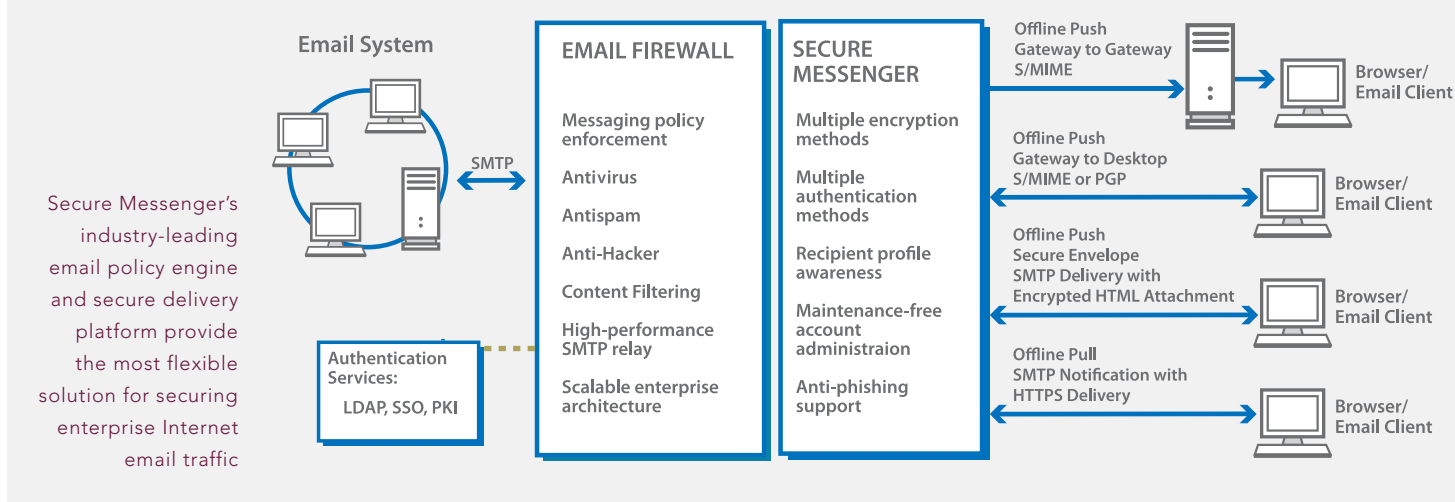 Secure Messenger's
industry-leading
email policy engine
and secure delivery
platform provide
the most flexible
solution for securing
enterprise Internet
email traffic
Email System
SMTP
Authentication
Services:
LDAP, SSO, PKI
EMAIL FIREWALL
Messaging policy
enforcement
Antivirus
Antispam
Anti-Hacker
Content Filtering
High-performance
SMTP relay
Scalable enterprise
architecture
SECURE
MESSENGER
Multiple encryption
methods
Multiple
authentication
methods
Recipient profile
awareness
Maintenance-free
account
administraion
Anti-phishing
support
Offline Push
Gateway to Gateway
S/MIME
Browser/
Email Client
Offline Push
Gateway to Desktop
S/MIME or PGP
Browser/
Email Client
Offline Push
Secure Envelope
SMTP Delivery with
Encrypted HTML Attachment
Browser/
Email Client
Offline Pull
SMTP Notification with
HTTPS Delivery
Browser/
Email Client